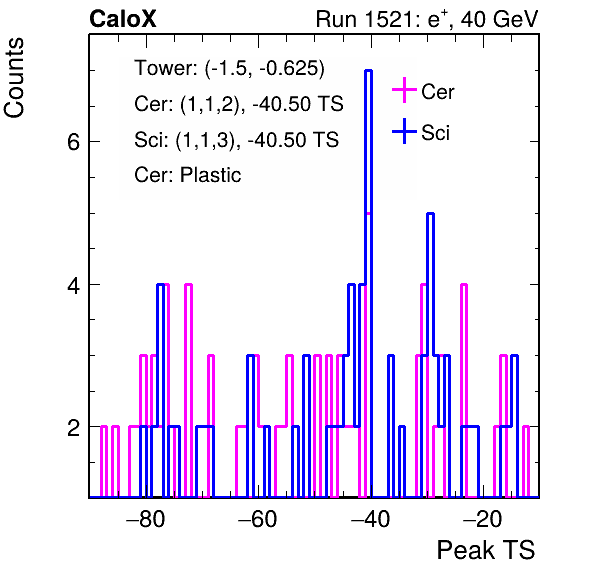 CaloX
Run 1521: e⁺, 40 GeV
Counts
Tower: (-1.5, -0.625)
Cer: (1,1,2), -40.50 TS
Sci: (1,1,3), -40.50 TS
Cer: Plastic
Cer
Sci
6
4
2
−80 −60 −40 −20
Peak TS